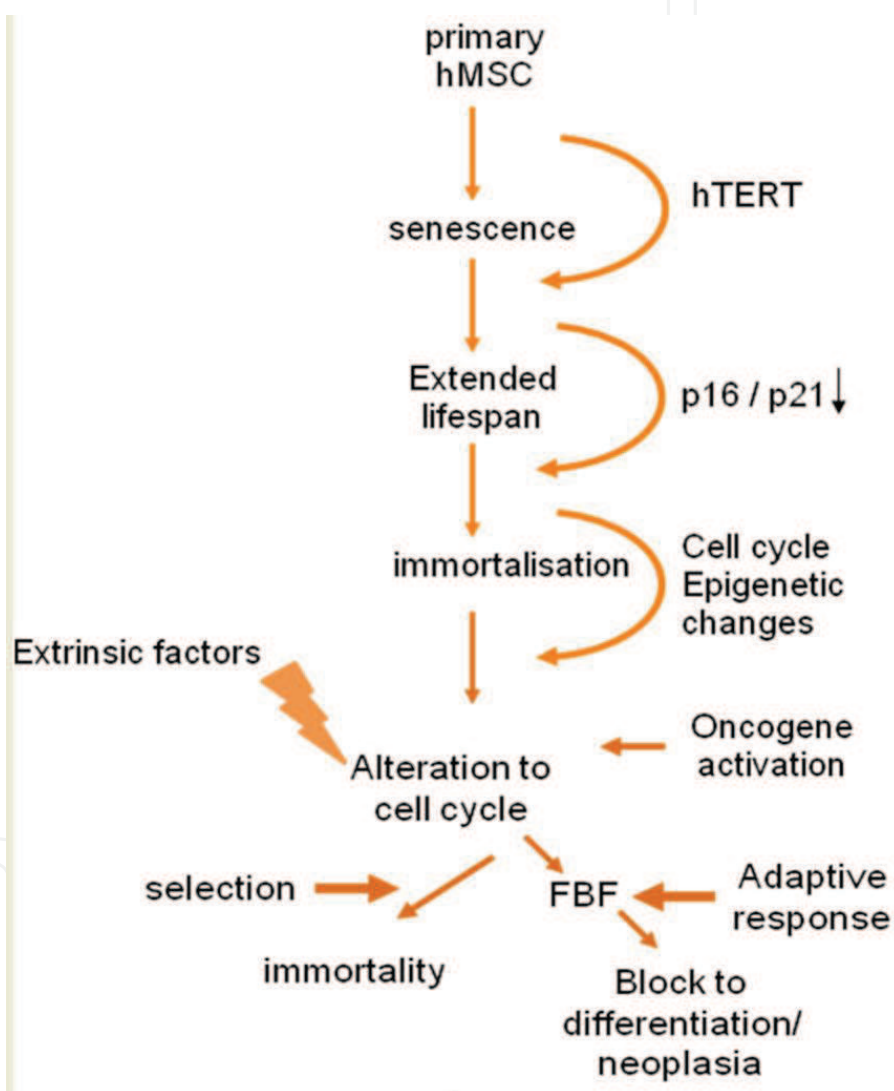 primary
hMSC
hTERT
senescence
Extended
lifespan
p16 / p21↓
immortalisation
Cell cycle
Epigenetic
changes
Extrinsic factors
Oncogene
activation
Alteration to
cell cycle
selection
FBF
Adaptive
response
immortality
Block to
differentiation/
neoplasia